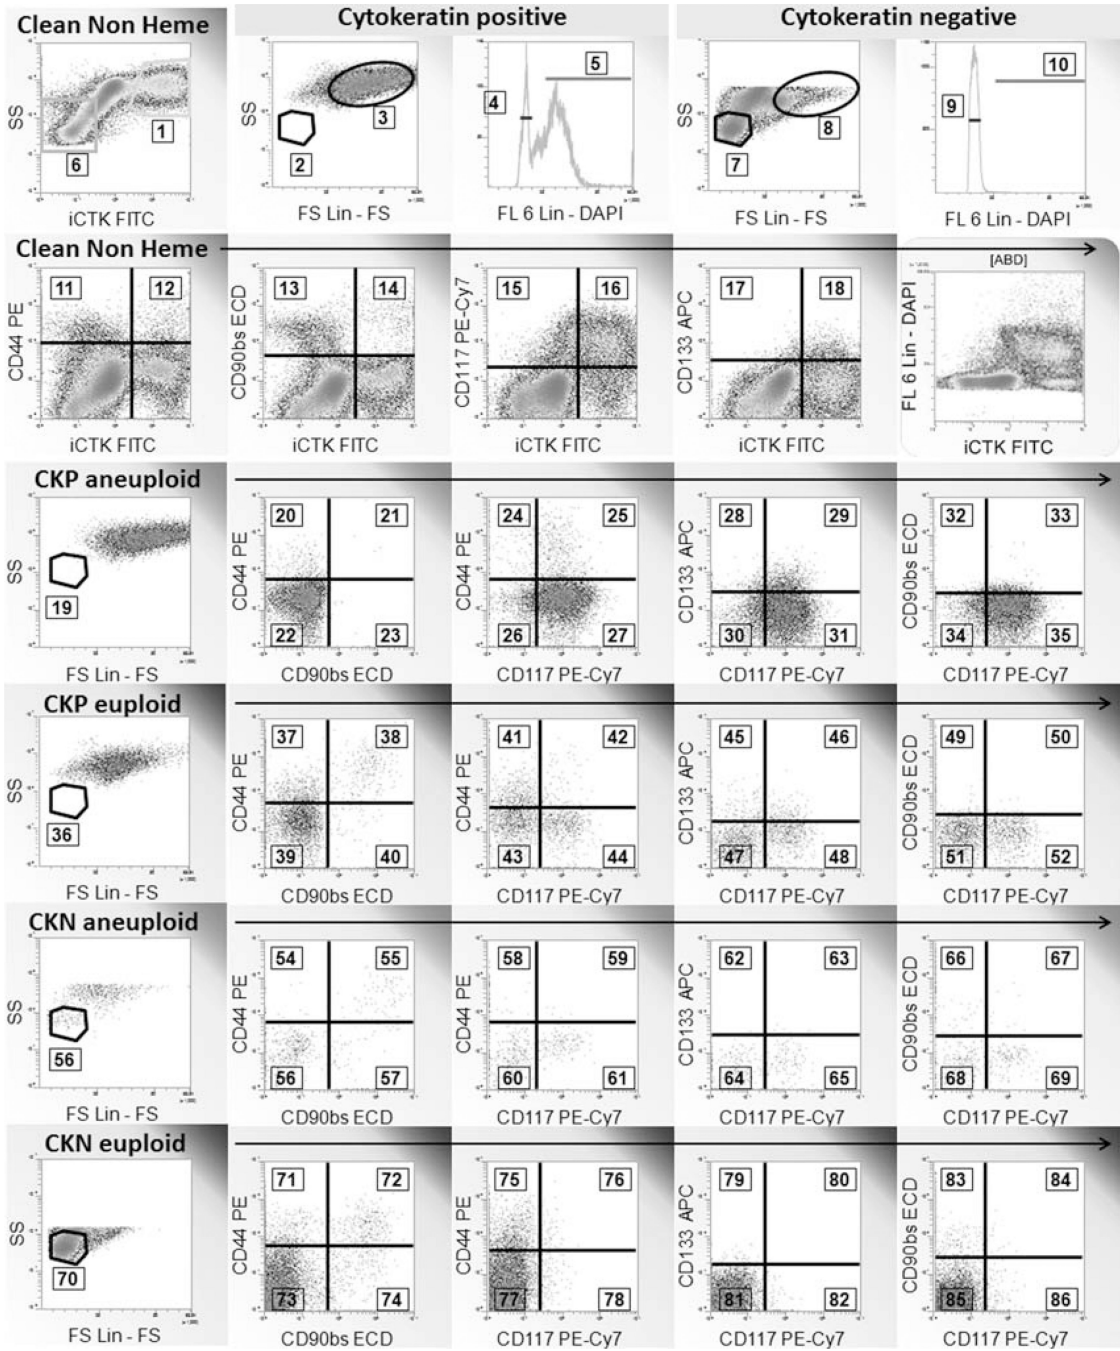 Clean Non Heme
Cytokeratin positive
Cytokeratin negative
SS
1
6
iCTK FITC
SS
3
2
FS Lin - FS
5
4
FL 6 Lin - DAPI
SS
8
7
FS Lin - FS
10
9
FL 6 Lin - DAPI
Clean Non Heme
CD44 PE
11
12
iCTK FITC
CD90bs ECD
13
14
iCTK FITC
CD117 PE-Cy7
15
16
iCTK FITC
CD133 APC
17
18
iCTK FITC
[ABD]
FL 6 Lin - DAPI
iCTK FITC
CKP aneuploid
SS
19
FS Lin - FS
CD44 PE
20
21
22
23
CD90bs ECD
CD44 PE
24
25
26
27
CD117 PE-Cy7
CD133 APC
28
29
30
31
CD117 PE-Cy7
CD90bs ECD
32
33
34
35
CD117 PE-Cy7
CKP euploid
SS
36
FS Lin - FS
CD44 PE
37
38
39
40
CD90bs ECD
CD44 PE
41
42
43
44
CD117 PE-Cy7
CD133 APC
45
46
47
48
CD117 PE-Cy7
CD90bs ECD
49
50
51
52
CD117 PE-Cy7
CKN aneuploid
SS
56
FS Lin - FS
CD44 PE
54
55
56
57
CD90bs ECD
CD44 PE
58
59
60
61
CD117 PE-Cy7
CD133 APC
62
63
64
65
CD117 PE-Cy7
CD90bs ECD
66
67
68
69
CD117 PE-Cy7
CKN euploid
SS
70
FS Lin - FS
CD44 PE
71
72
73
74
CD90bs ECD
CD44 PE
75
76
77
78
CD117 PE-Cy7
CD133 APC
79
80
81
82
CD117 PE-Cy7
CD90bs ECD
83
84
85
86
CD117 PE-Cy7